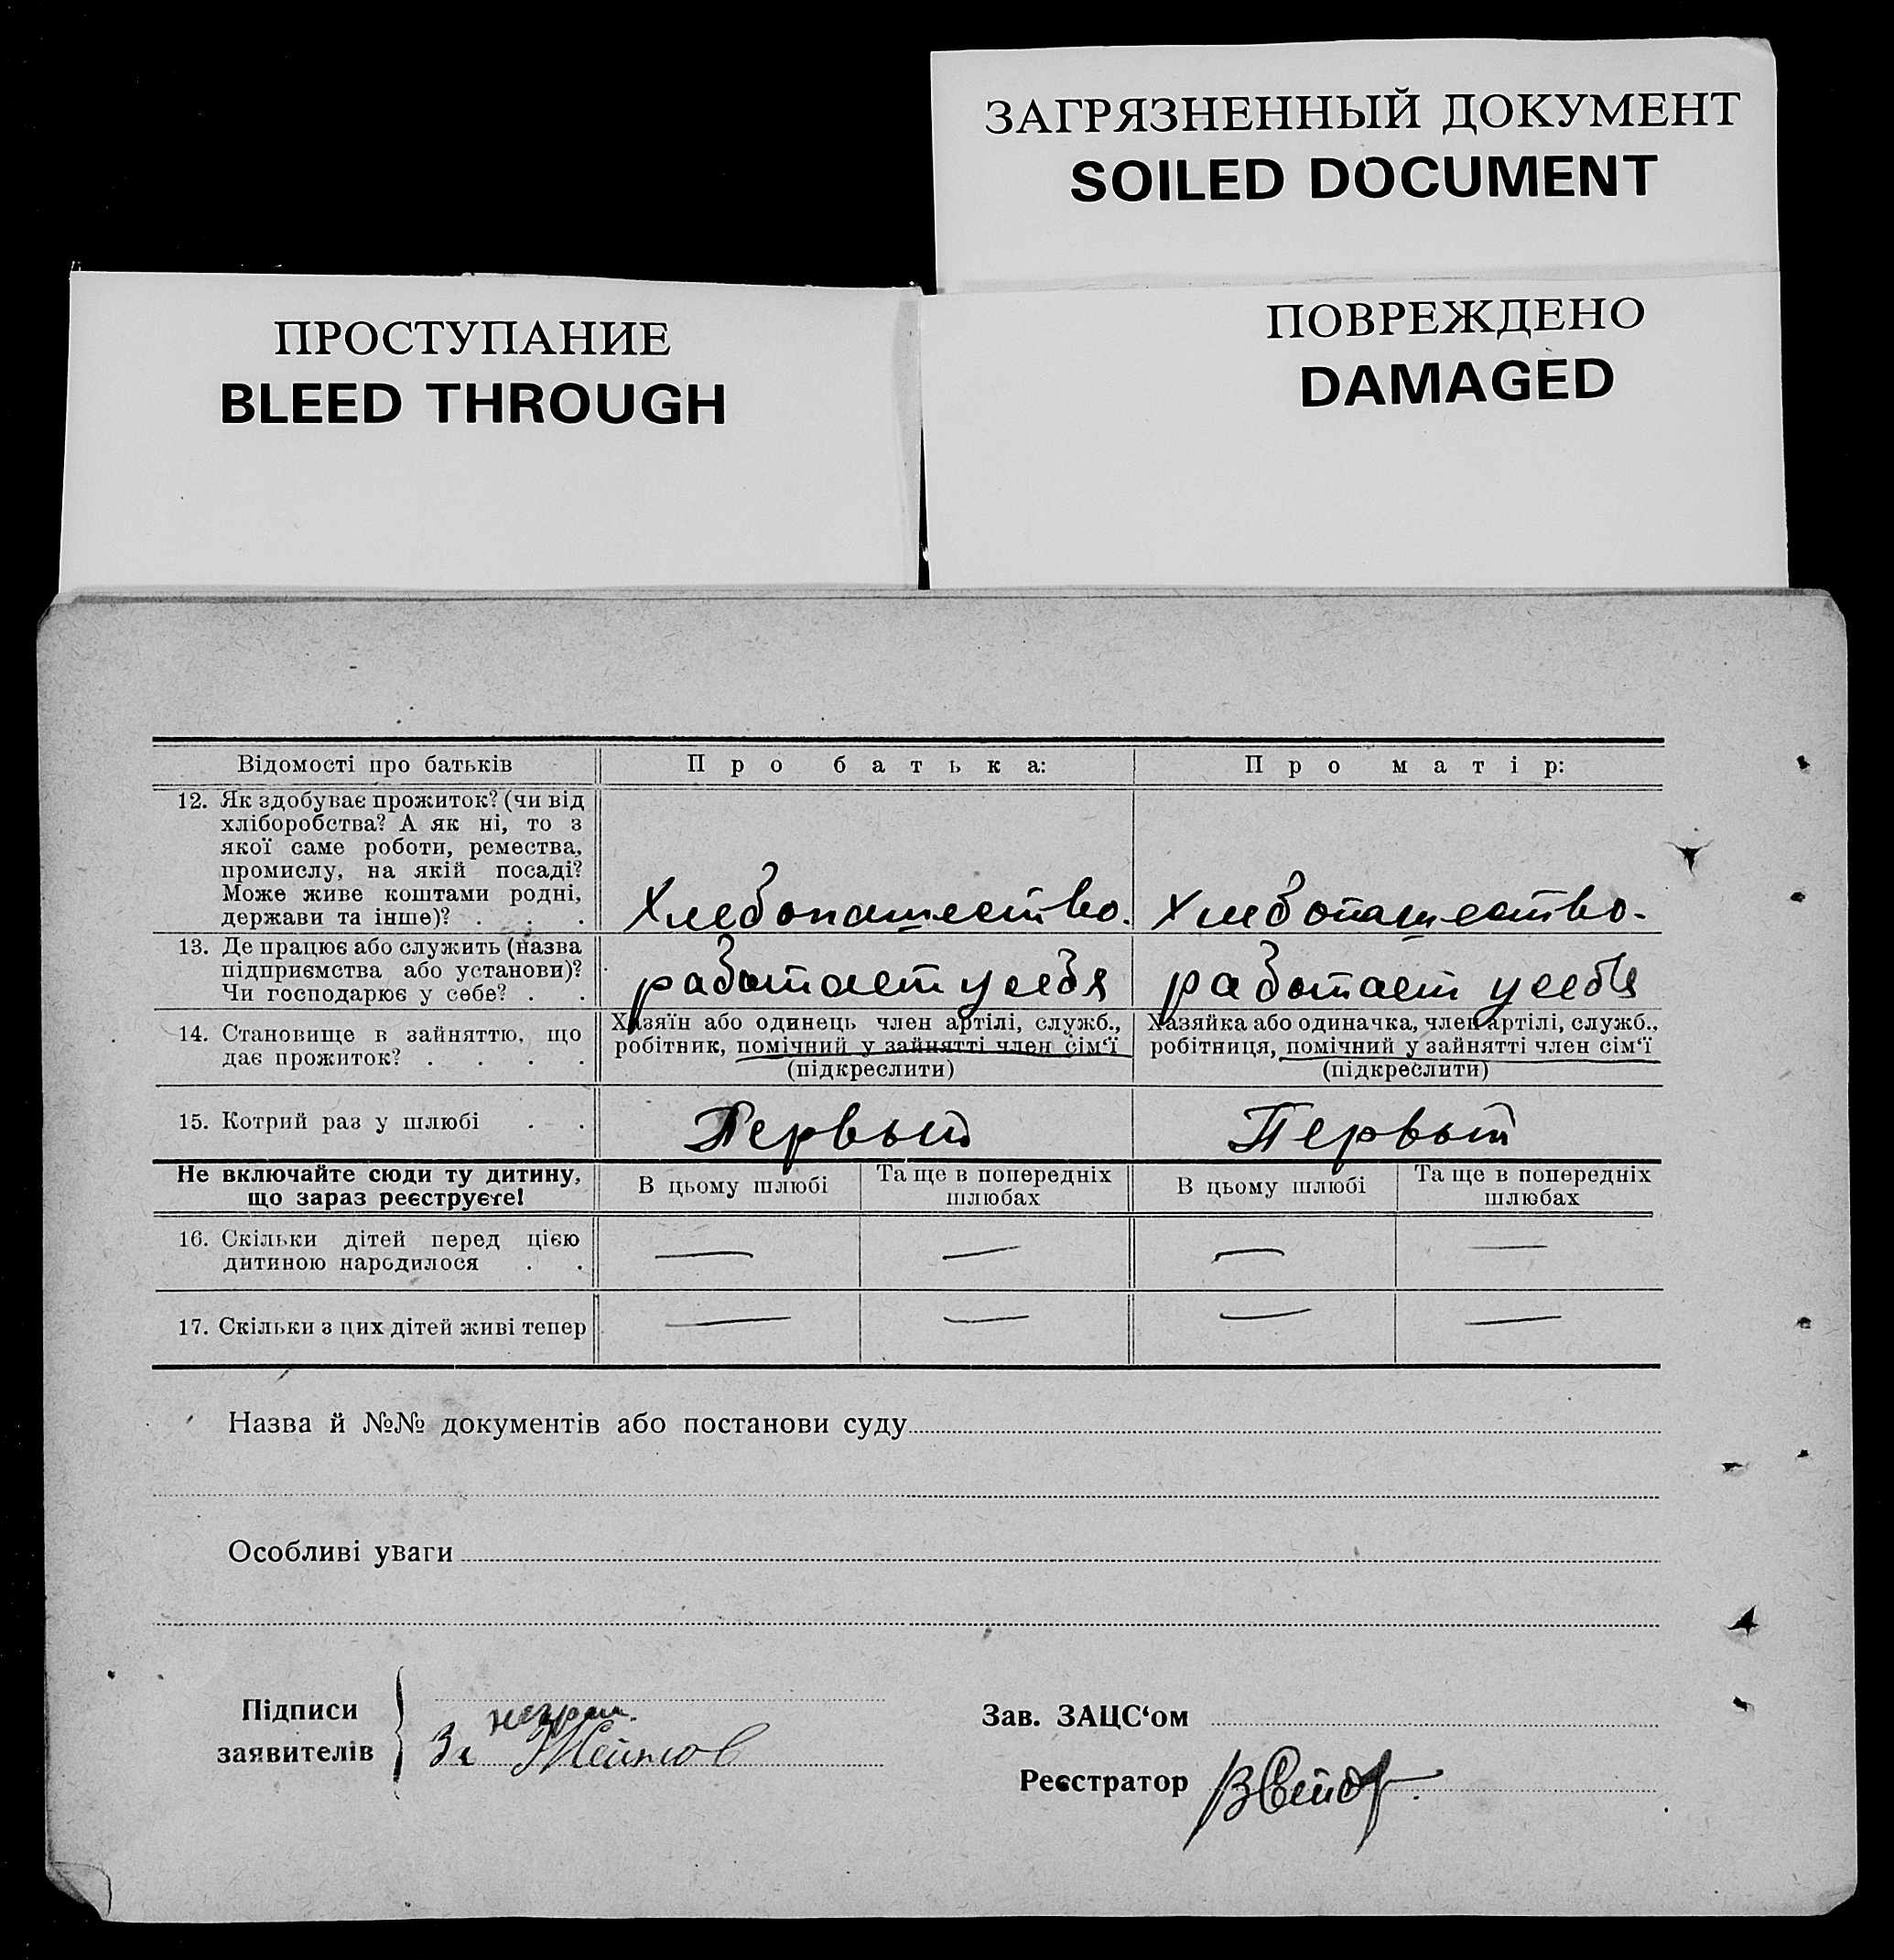 ЗАГРЯЗНЕННЫЙ ДОКУМЕНТ
SOILED DOCUMENT
ПРОСТУПАНИЕ
BLEED THROUGH
ПОВРЕЖДЕНО
DAMAGED
Відомості про батьків
Про батька:
Про матір:
12. Як здобуває прожиток? (чи від
хліборобства? А як ні, то з
якої саме роботи, ремества,
промислу, на якій посаді?
Може живе коштами родні,
держави та інше)? . . .
Хлебопашество.
Хлебопашество.
13. Де працює або служить (назва
підприємства або установи)?
Чи господарює у себе? . .
работает у себя
работает у себя
14. Становище в зайняттю, що
дає прожиток? . . . .
Хазяїн або одинець член артілі, служб.,
робітник, помічний у зайнятті член сім‘ї
(підкреслити)
Хазяйка або одиначка, член артілі, служб.,
робітниця, помічний у зайнятті член сім‘ї
(підкреслити)
15. Котрий раз у шлюбі . .
Первый
Первый
Не включайте сюди ту дитину,
що зараз реєструєте!
В цьому шлюбі
Та ще в попередніх
шлюбах
В цьому шлюбі
Та ще в попередніх
шлюбах
16. Скільки дітей перед цією
дитиною народилося . .
— — — —
17. Скільки з цих дітей живі тепер
— — — —
Назва й №№ документів або постанови суду
Особливі уваги
Підписи
заявителів
неграм.
За
Зав. ЗАЦС‘ом
Реєстратор